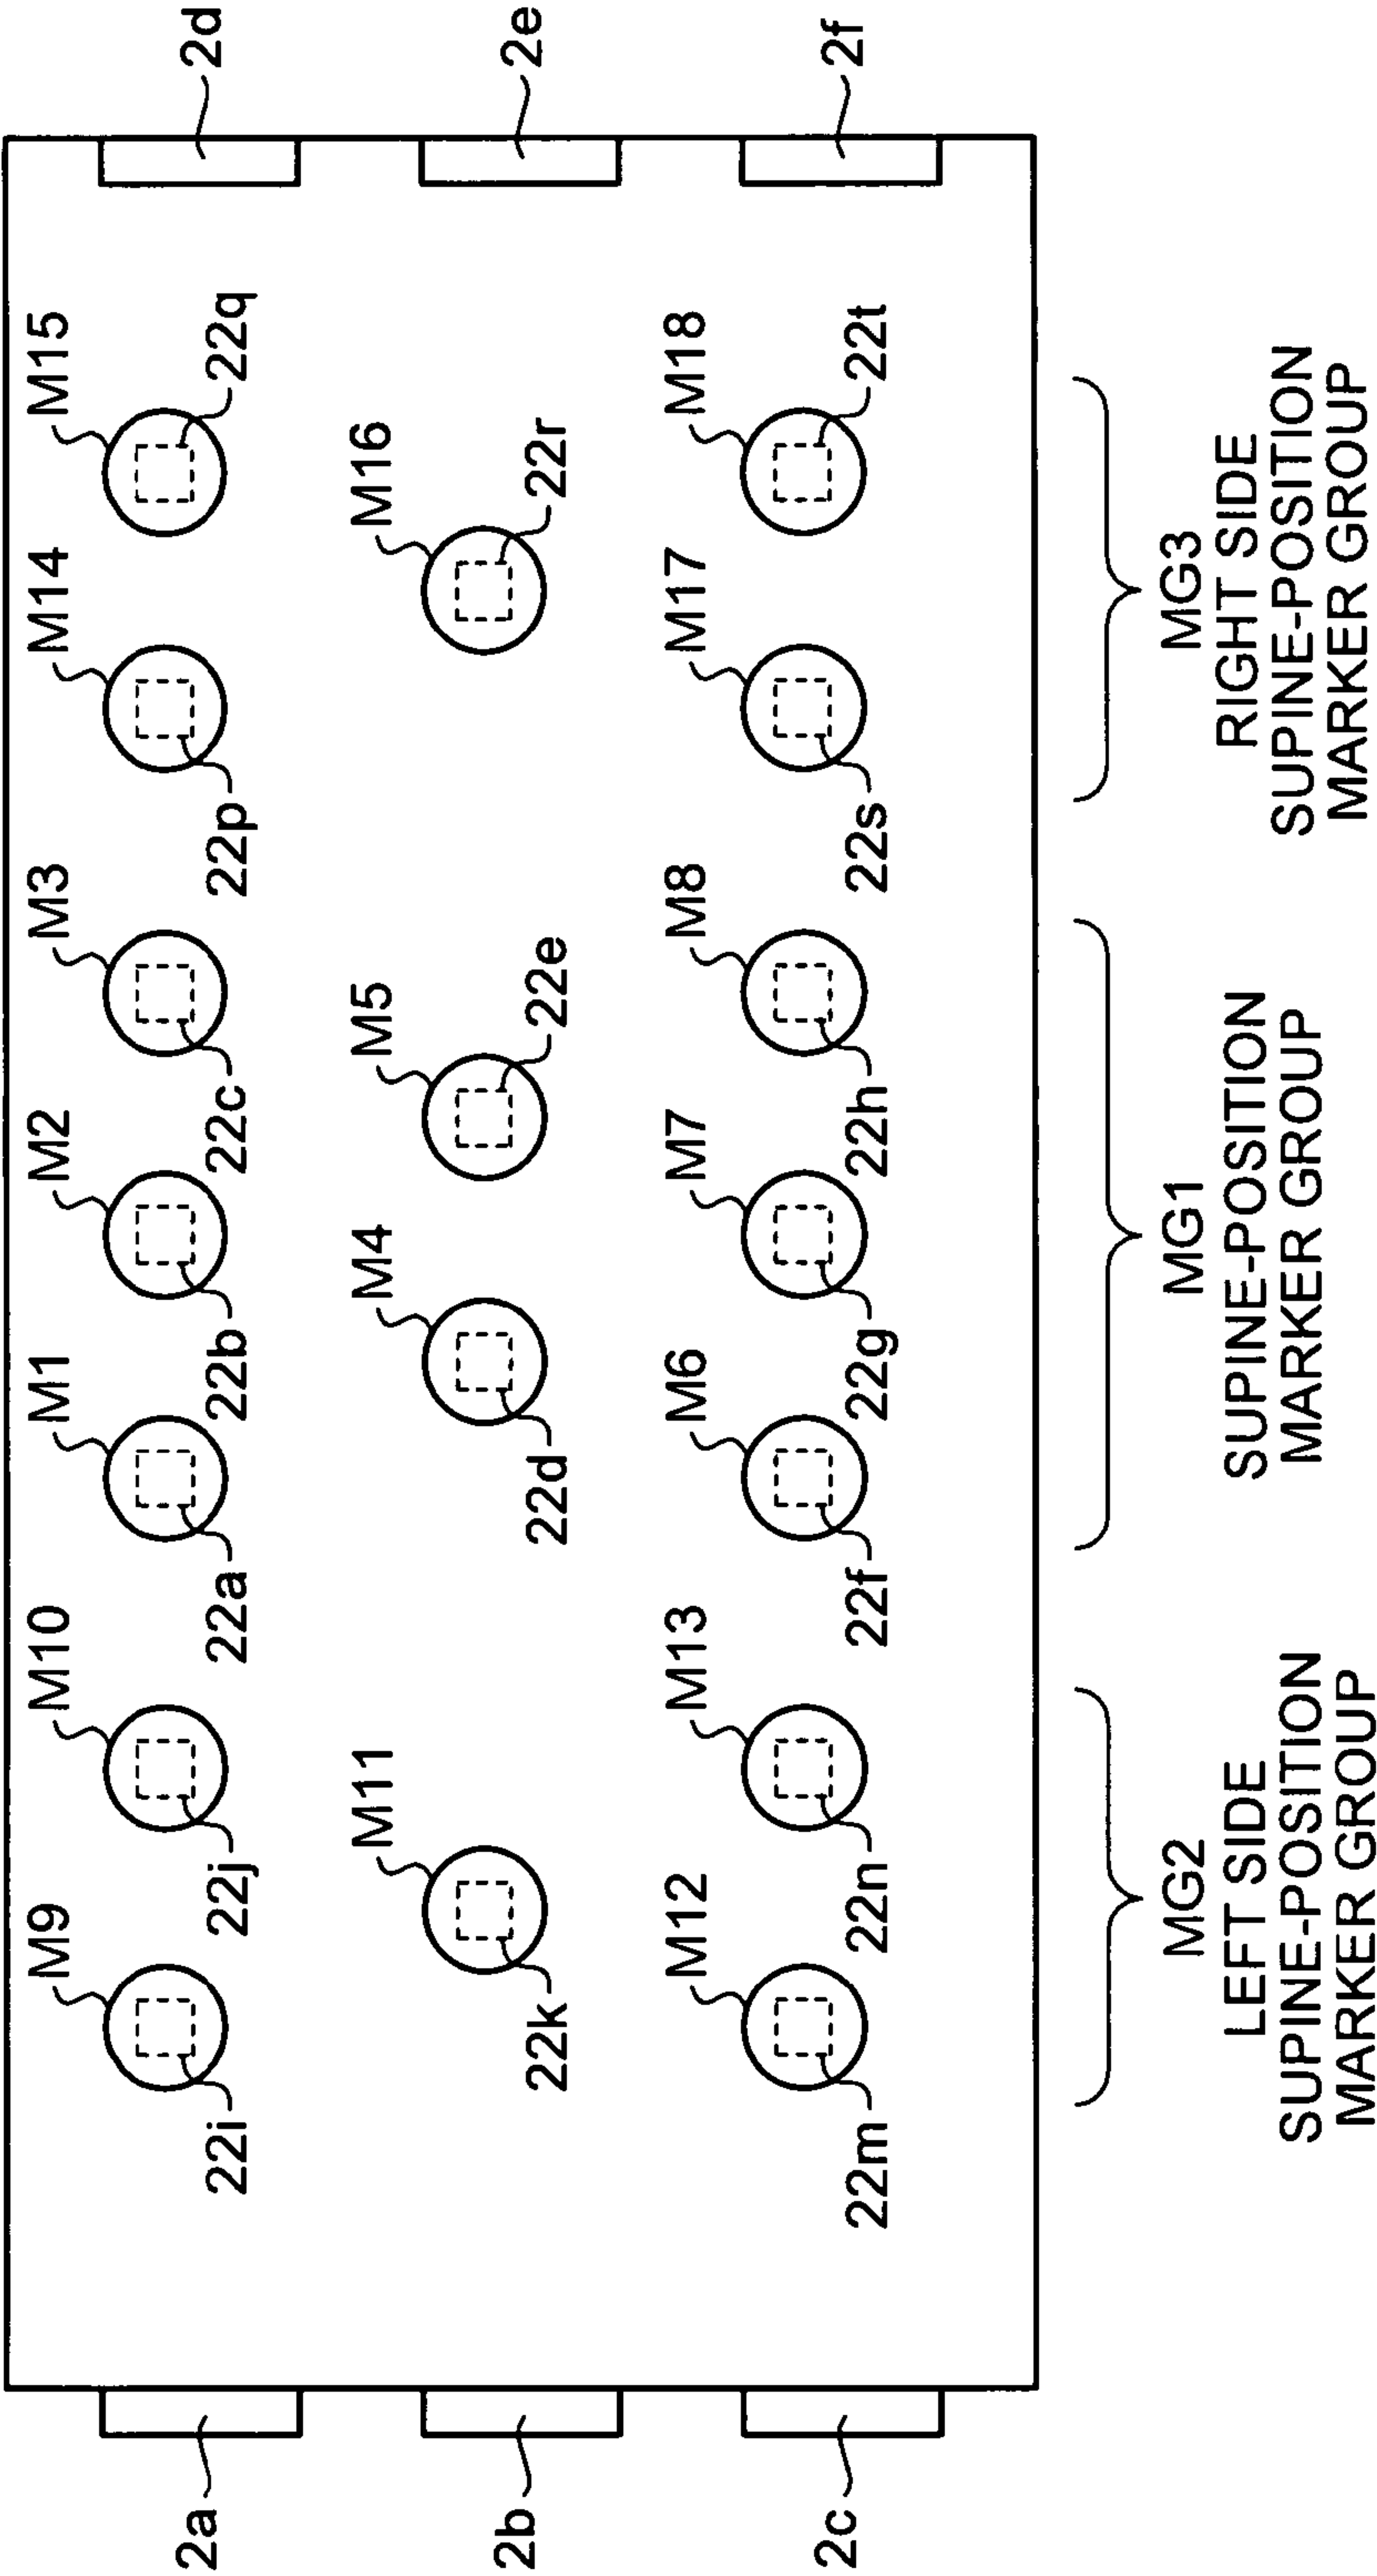 M9
M10
M1
M2
M3
M14
M15
2a
22i
22j
22a
22b
22c
22p
22q
2d
M11
M4
M5
M16
2b
22k
22d
22e
22r
2e
M12
M13
M6
M7
M8
M17
M18
2c
22m
22n
22f
22g
22h
22s
22t
2f
MG2
LEFT SIDE
SUPINE-POSITION
MARKER GROUP
MG1
SUPINE-POSITION
MARKER GROUP
MG3
RIGHT SIDE
SUPINE-POSITION
MARKER GROUP